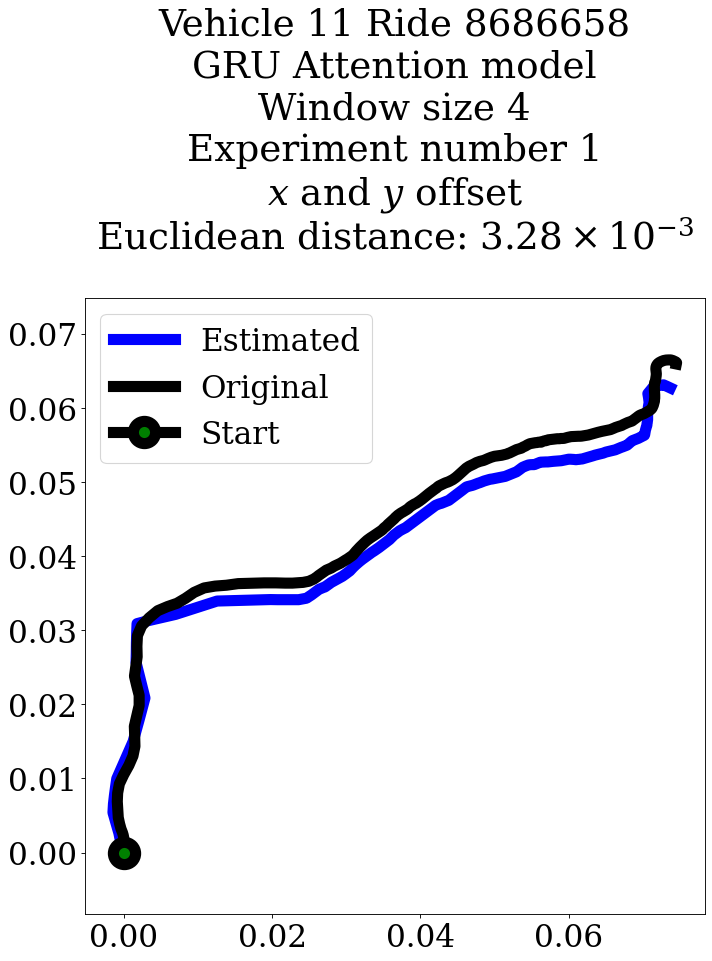 Vehicle 11 Ride 8686658
GRU Attention model
Window size 4
Experiment number 1
x and y offset
Euclidean distance: 3.28 × 10⁻³
Estimated
Original
Start
0.07
0.06
0.05
0.04
0.03
0.02
0.01
0.00
0.00 0.02 0.04 0.06